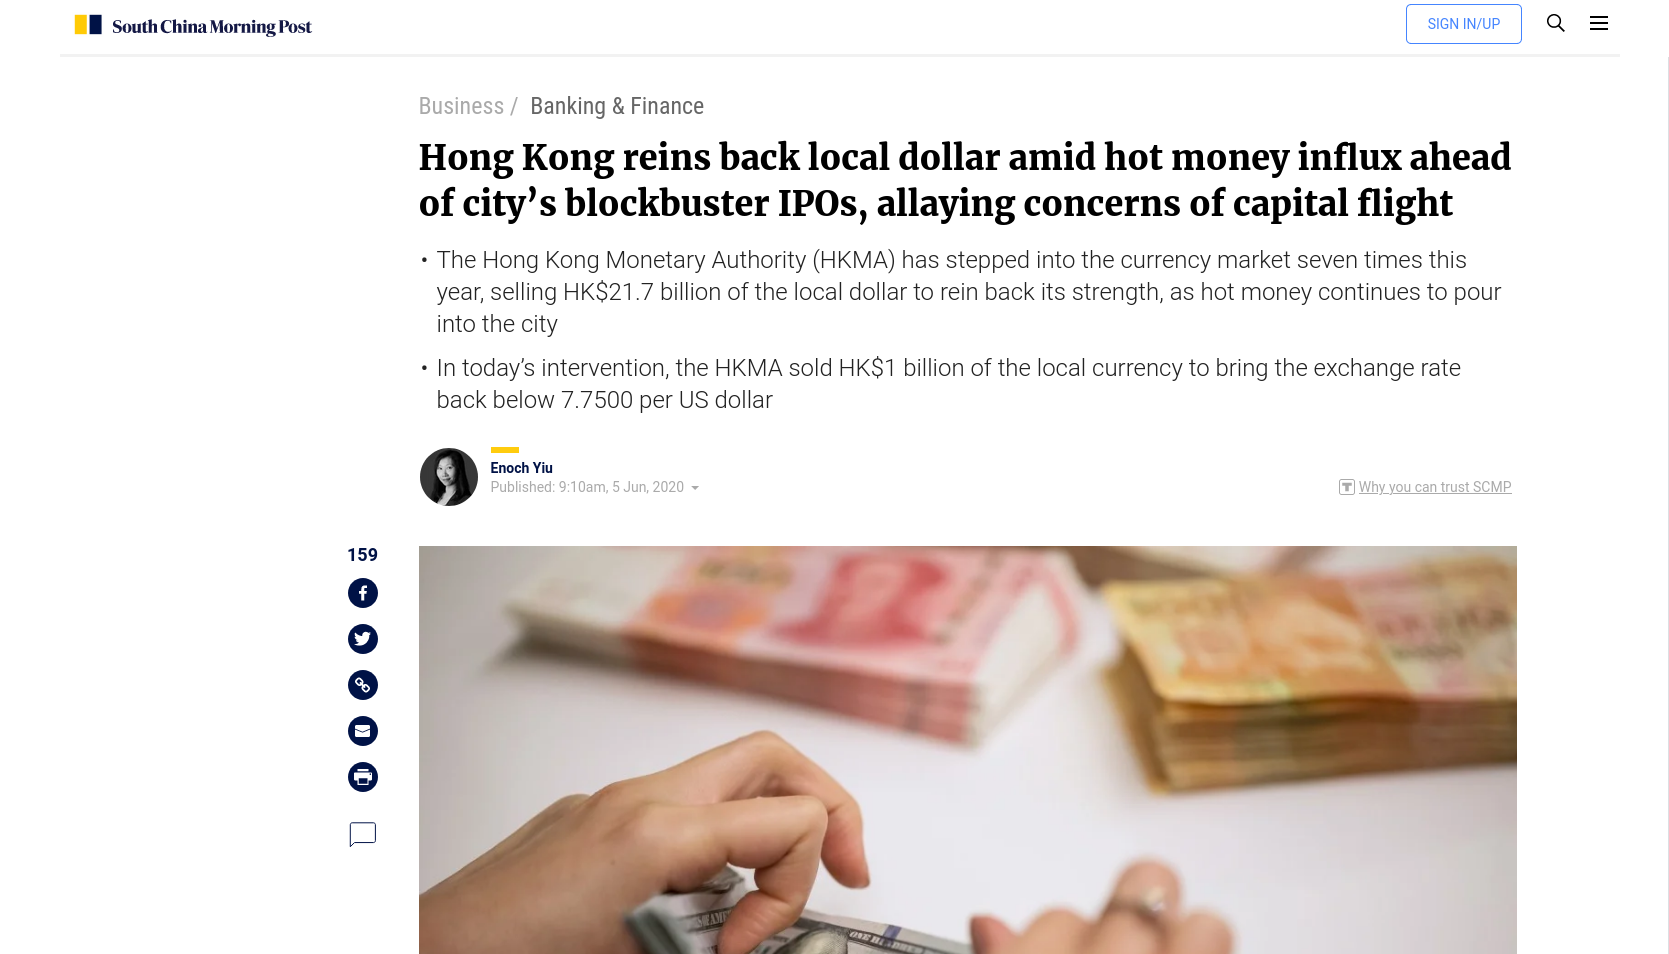 South China Morning Post
SIGN IN/UP
Business / Banking & Finance
Hong Kong reins back local dollar amid hot money influx ahead
of city’s blockbuster IPOs, allaying concerns of capital flight
• The Hong Kong Monetary Authority (HKMA) has stepped into the currency market seven times this
year, selling HK$21.7 billion of the local dollar to rein back its strength, as hot money continues to pour
into the city
• In today’s intervention, the HKMA sold HK$1 billion of the local currency to bring the exchange rate
back below 7.7500 per US dollar
Enoch Yiu
Published: 9:10am, 5 Jun, 2020
Why you can trust SCMP
159